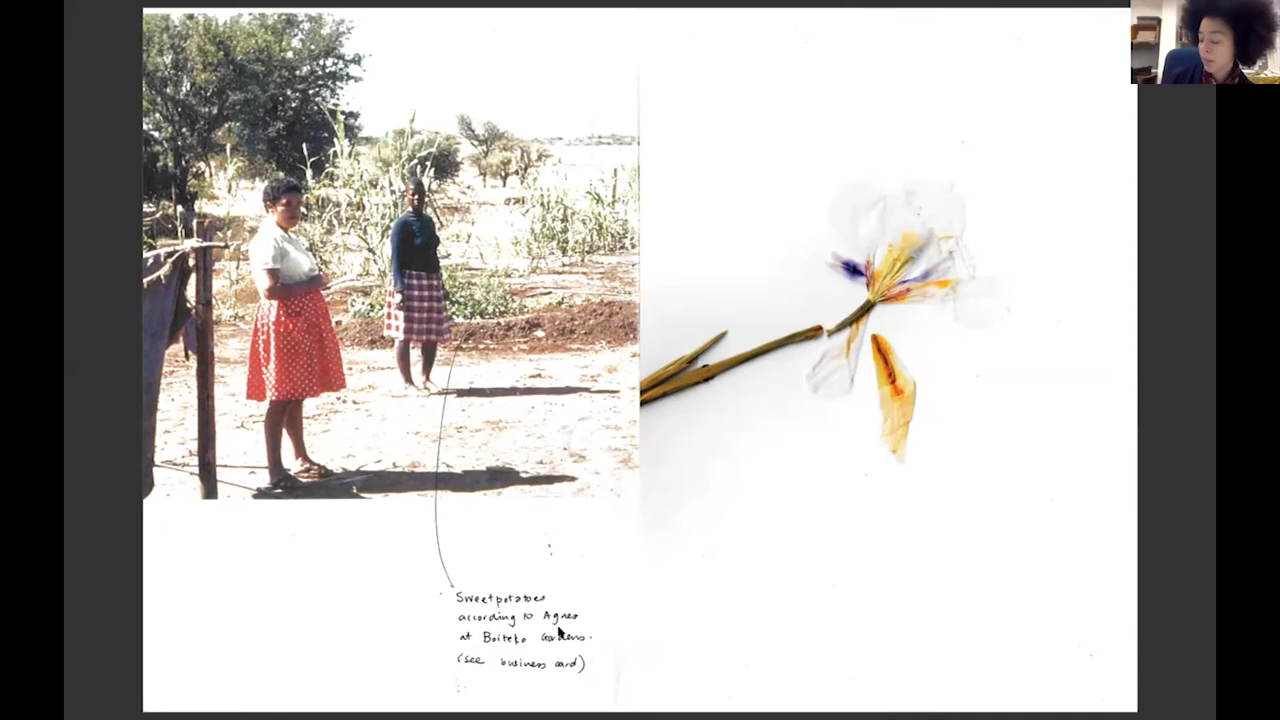 Sweetpotatoes
according to Agnes
at Boiteko Gardens.
(see business card)